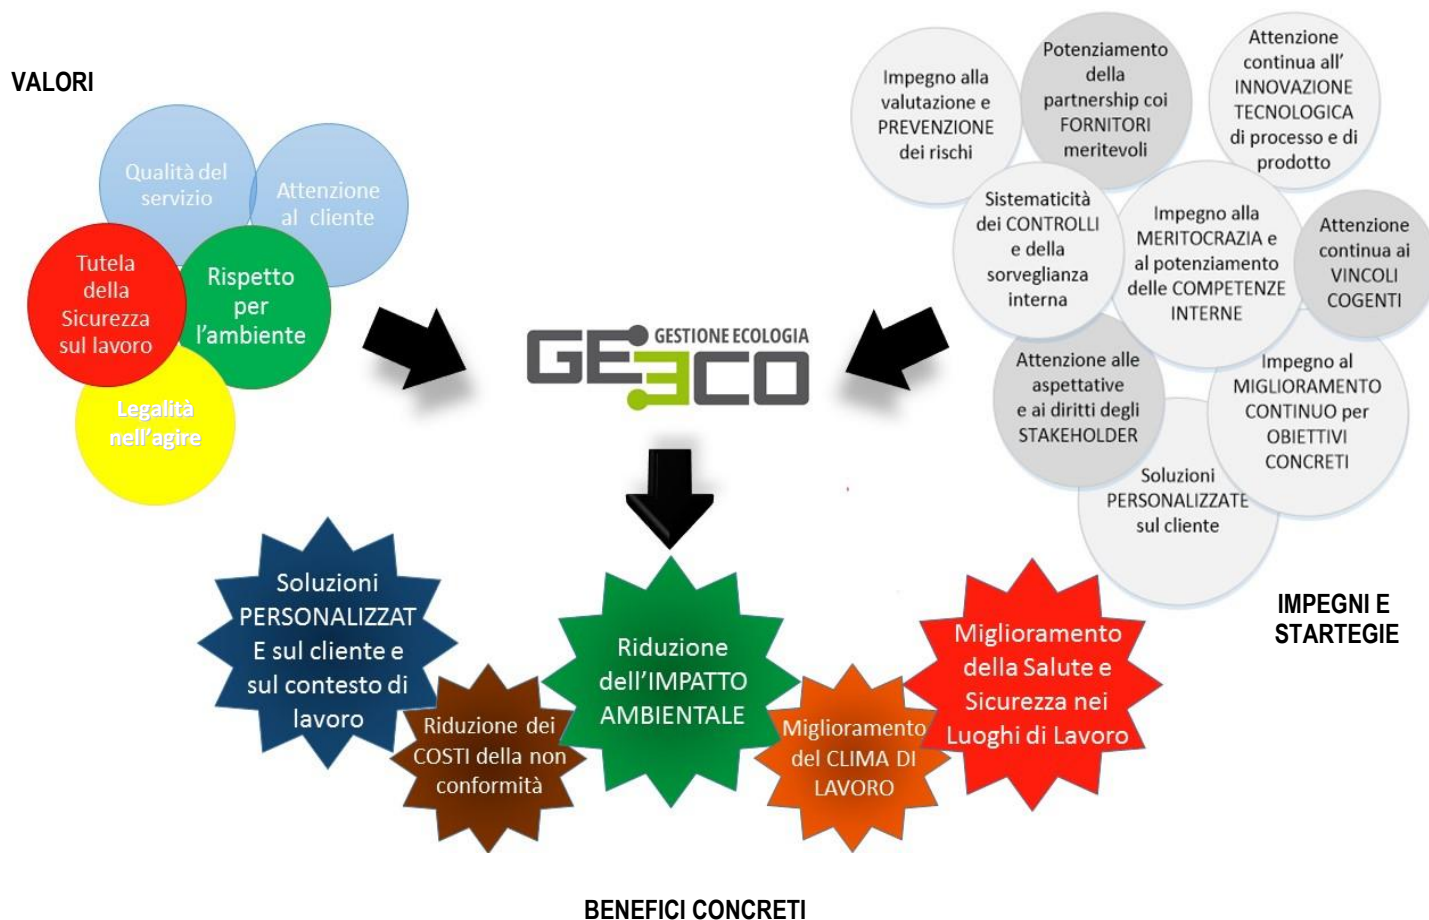 VALORI
Qualità del
servizio
Attenzione
al cliente
Tutela
della
Sicurezza
sul lavoro
Rispetto
per
l'ambiente
Legalità
nell'agire
Impegno alla
valutazione e
PREVENZIONE
dei rischi
Potenziamento
della
partnership coi
FORNITORI
meritevoli
Attenzione
continua all'
INNOVAZIONE
TECNOLOGICA
di processo e di
prodotto
Sistematicità
dei CONTROLLI
e della
sorveglianza
interna
Impegno alla
MERITOCRAZIA e
al potenziamento
delle COMPETENZE
INTERNE
Attenzione
continua ai
VINCOLI
COGENTI
Attenzione alle
aspettative
e ai diritti degli
STAKEHOLDER
Impegno al
MIGLIORAMENTO
CONTINUO per
OBIETTIVI
CONCRETI
Soluzioni
PERSONALIZZATE
sul cliente
IMPEGNI E
STARTEGIE
GESTIONE ECOLOGIA
GEECO
Soluzioni
PERSONALIZZAT
E sul cliente e
sul contesto di
lavoro
Riduzione dei
COSTI della non
conformità
Riduzione
dell'IMPATTO
AMBIENTALE
Miglioramento
del CLIMA DI
LAVORO
Miglioramento
della Salute e
Sicurezza nei
Luoghi di Lavoro
BENEFICI CONCRETI